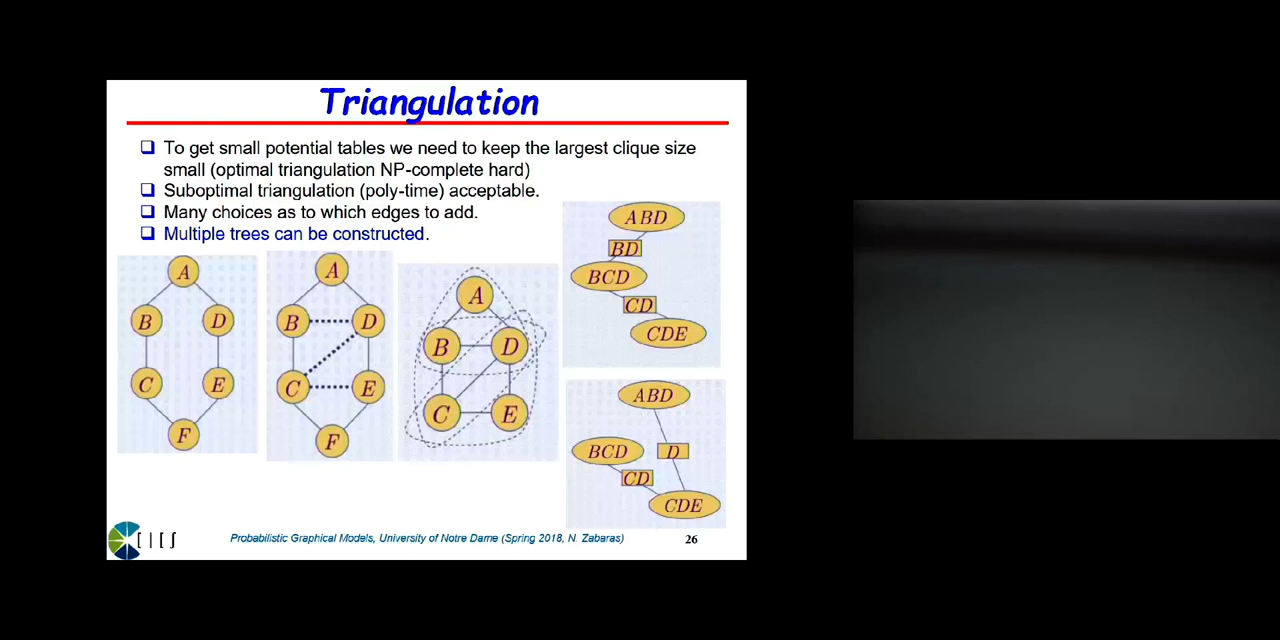 Triangulation
To get small potential tables we need to keep the largest clique size
small (optimal triangulation NP-complete hard)
Suboptimal triangulation (poly-time) acceptable.
Many choices as to which edges to add.
Multiple trees can be constructed.
A
B D
C E
F
A
B D
C E
F
A
B D
C E
ABD
BD
BCD
CD
CDE
ABD
BCD D
CD
CDE
Probabilistic Graphical Models, University of Notre Dame (Spring 2018, N. Zabaras)
26